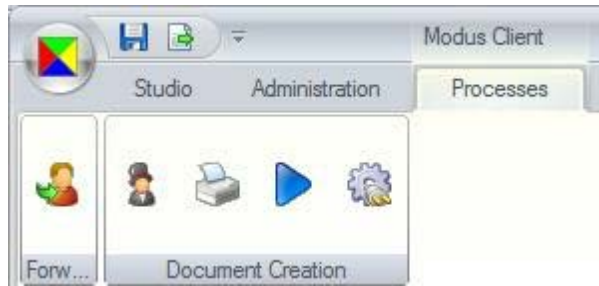 Modus Client
Studio Administration Processes
Forw... Document Creation